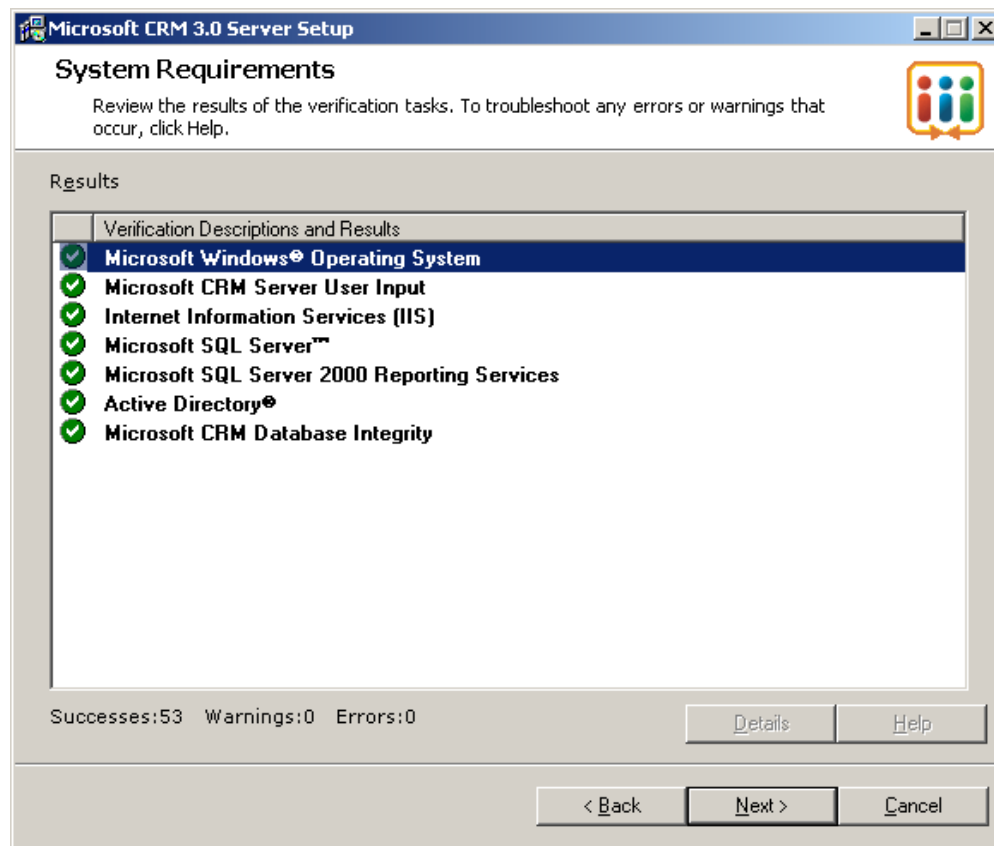 Microsoft CRM 3.0 Server Setup
System Requirements
Review the results of the verification tasks. To troubleshoot any errors or warnings that
occur, click Help.
Results
Verification Descriptions and Results
Microsoft Windows® Operating System
Microsoft CRM Server User Input
Internet Information Services (IIS)
Microsoft SQL Server™
Microsoft SQL Server 2000 Reporting Services
Active Directory®
Microsoft CRM Database Integrity
Successes:53 Warnings:0 Errors:0
Details Help
< Back Next > Cancel